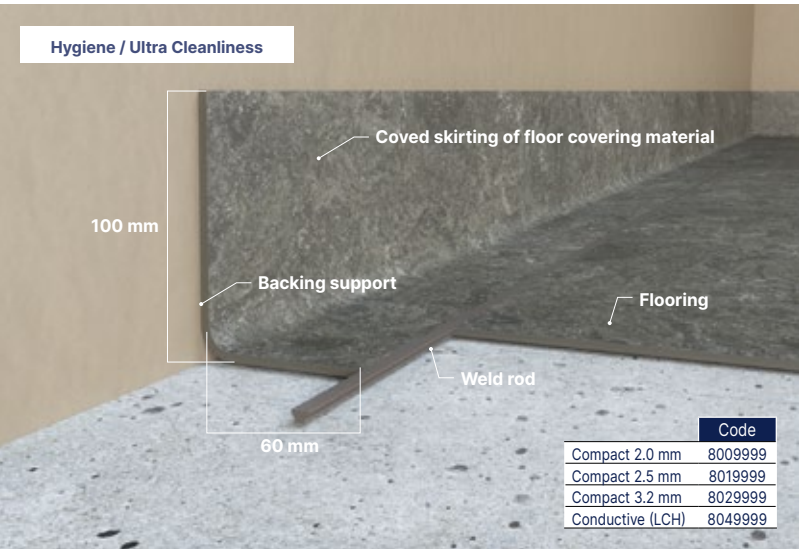 Hygiene / Ultra Cleanliness
Coved skirting of floor covering material
100 mm
Backing support
Flooring
Weld rod
60 mm
Code
Compact 2.0 mm 8009999
Compact 2.5 mm 8019999
Compact 3.2 mm 8029999
Conductive (LCH) 8049999